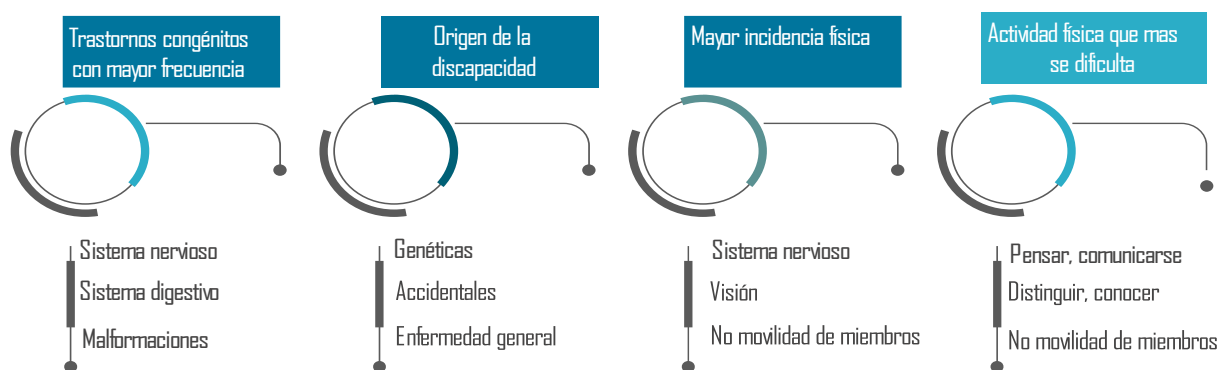 Trastornos congénitos
con mayor frecuencia
Sistema nervioso
Sistema digestivo
Malformaciones
Origen de la
discapacidad
Genéticas
Accidentales
Enfermedad general
Mayor incidencia física
Sistema nervioso
Visión
No movilidad de miembros
Actividad física que mas
se dificulta
Pensar, comunicarse
Distinguir, conocer
No movilidad de miembros